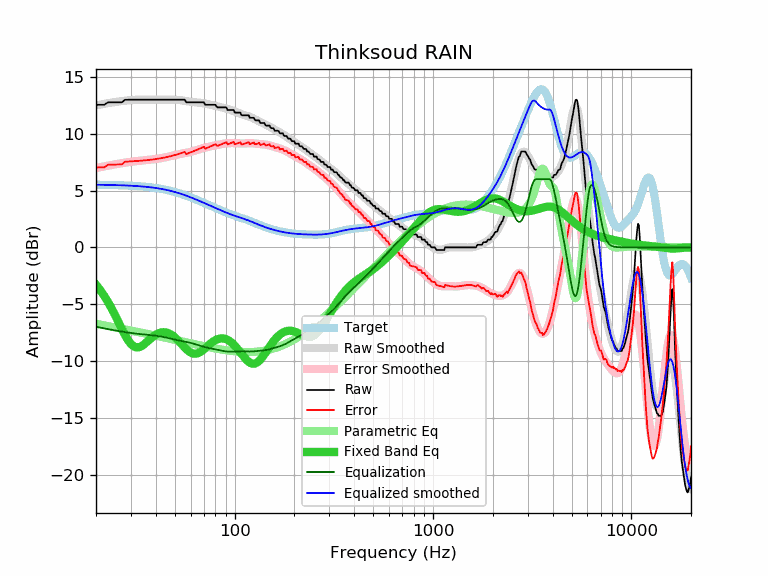 Thinksoud RAIN
15
10
5
0
−5
−10
−15
−20
Amplitude (dBr)
Target
Raw Smoothed
Error Smoothed
Raw
Error
Parametric Eq
Fixed Band Eq
Equalization
Equalized smoothed
100
1000
10000
Frequency (Hz)